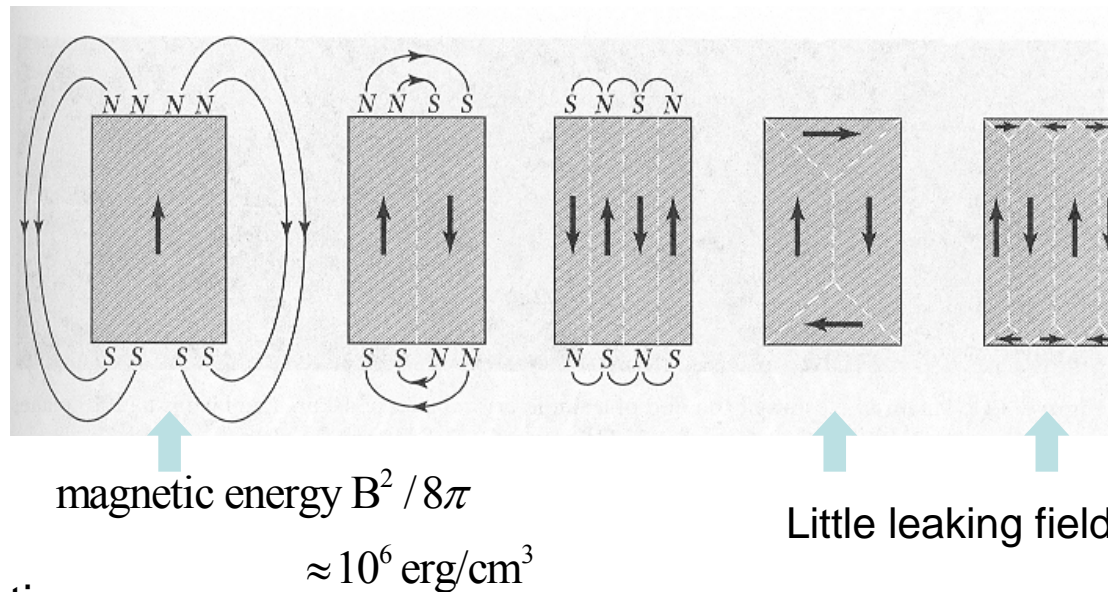 N N N N
N N S S
S N S N
S S S S
S S N N
N S N S
magnetic energy B² / 8π
Little leaking field
≈ 10⁶ erg/cm³